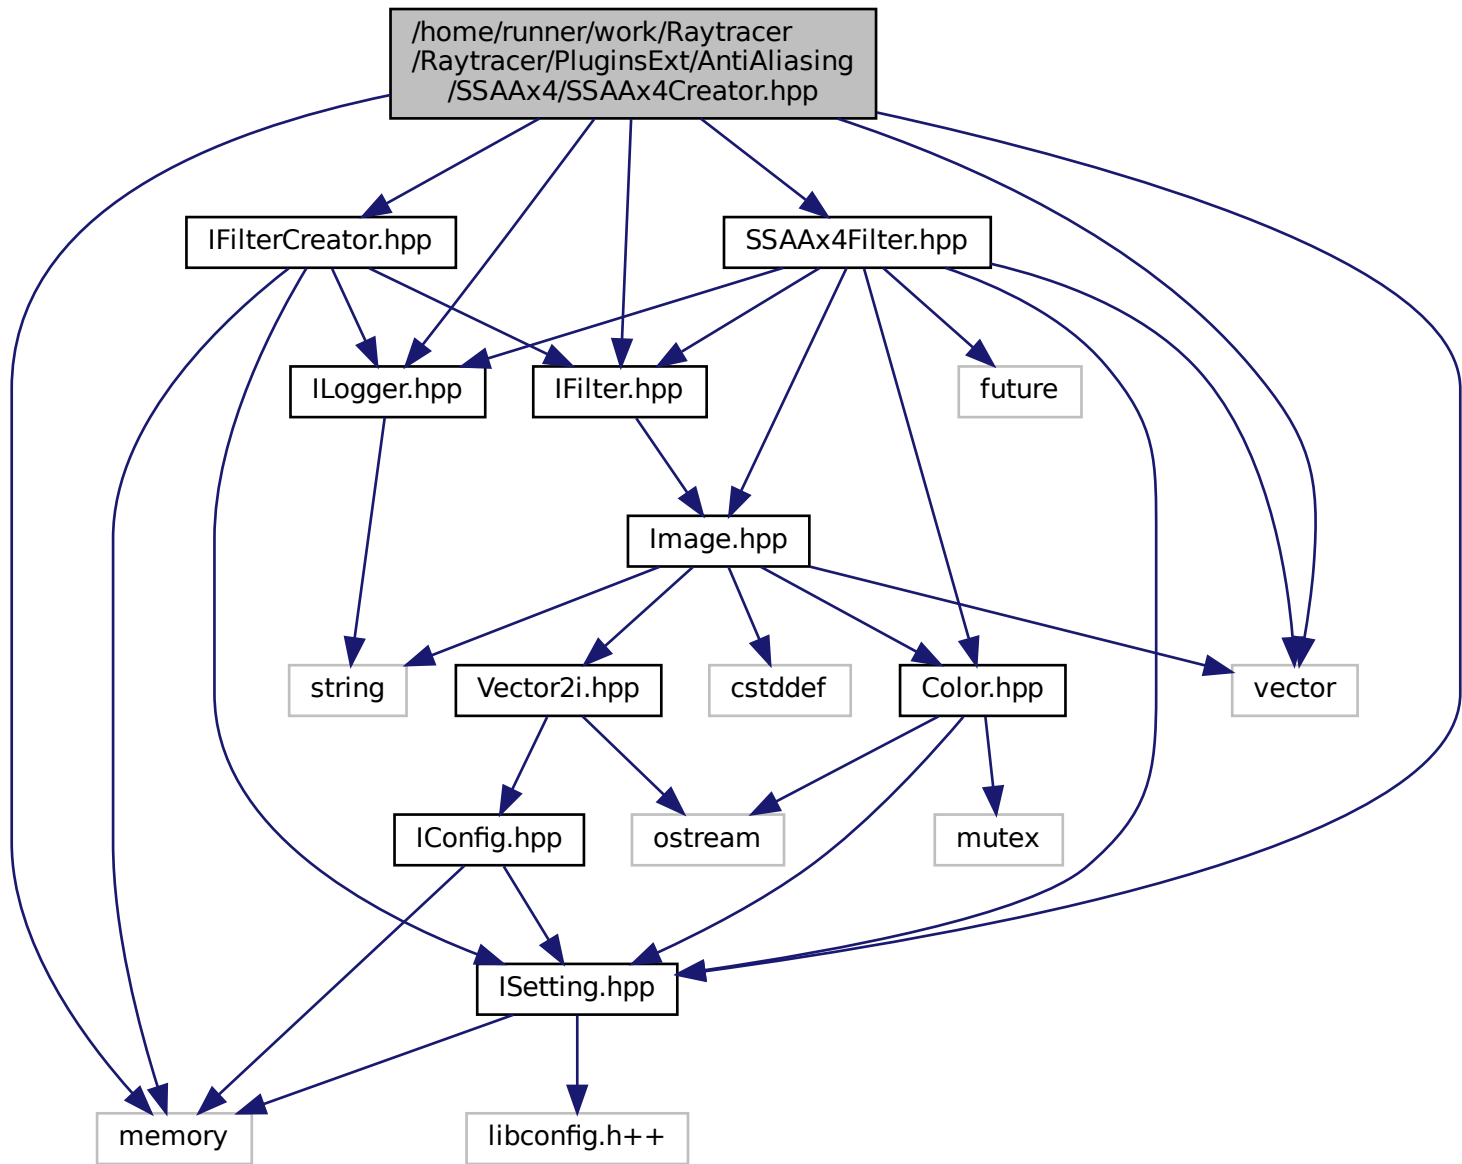 /home/runner/work/Raytracer
/Raytracer/PluginsExt/AntiAliasing
/SSAAx4/SSAAx4Creator.hpp
IFilterCreator.hpp
SSAAx4Filter.hpp
ILogger.hpp
IFilter.hpp
future
Image.hpp
string
Vector2i.hpp
cstddef
Color.hpp
vector
IConfig.hpp
ostream
mutex
ISetting.hpp
memory
libconfig.h++